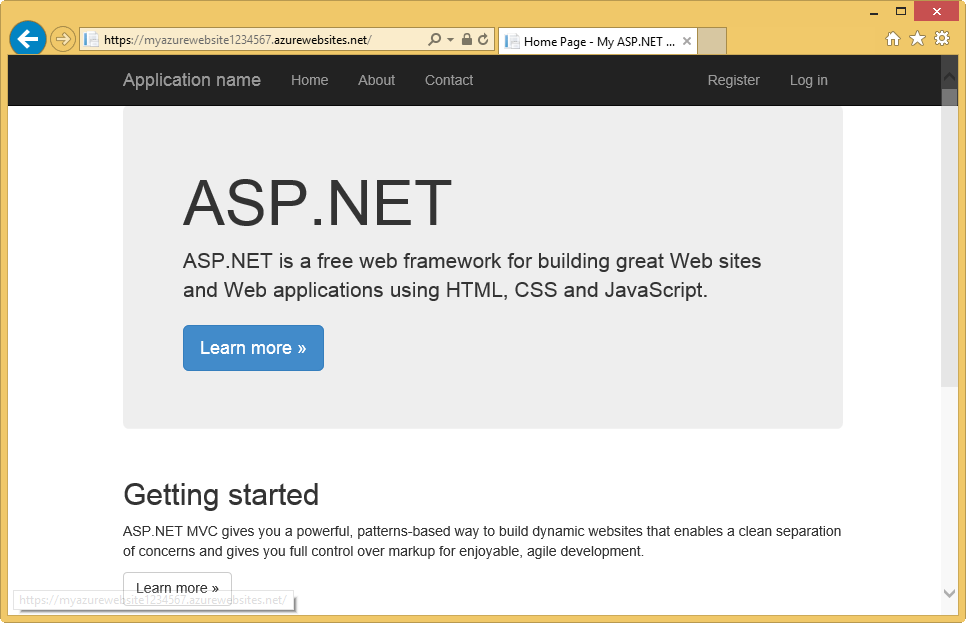 https://myazurewebsite1234567.azurewebsites.net/
Home Page - My ASP.NET ...
Application name Home About Contact Register Log in
ASP.NET
ASP.NET is a free web framework for building great Web sites
and Web applications using HTML, CSS and JavaScript.
Learn more »
Getting started
ASP.NET MVC gives you a powerful, patterns-based way to build dynamic websites that enables a clean separation
of concerns and gives you full control over markup for enjoyable, agile development.
Learn more »
https://myazurewebsite1234567.azurewebsites.net/